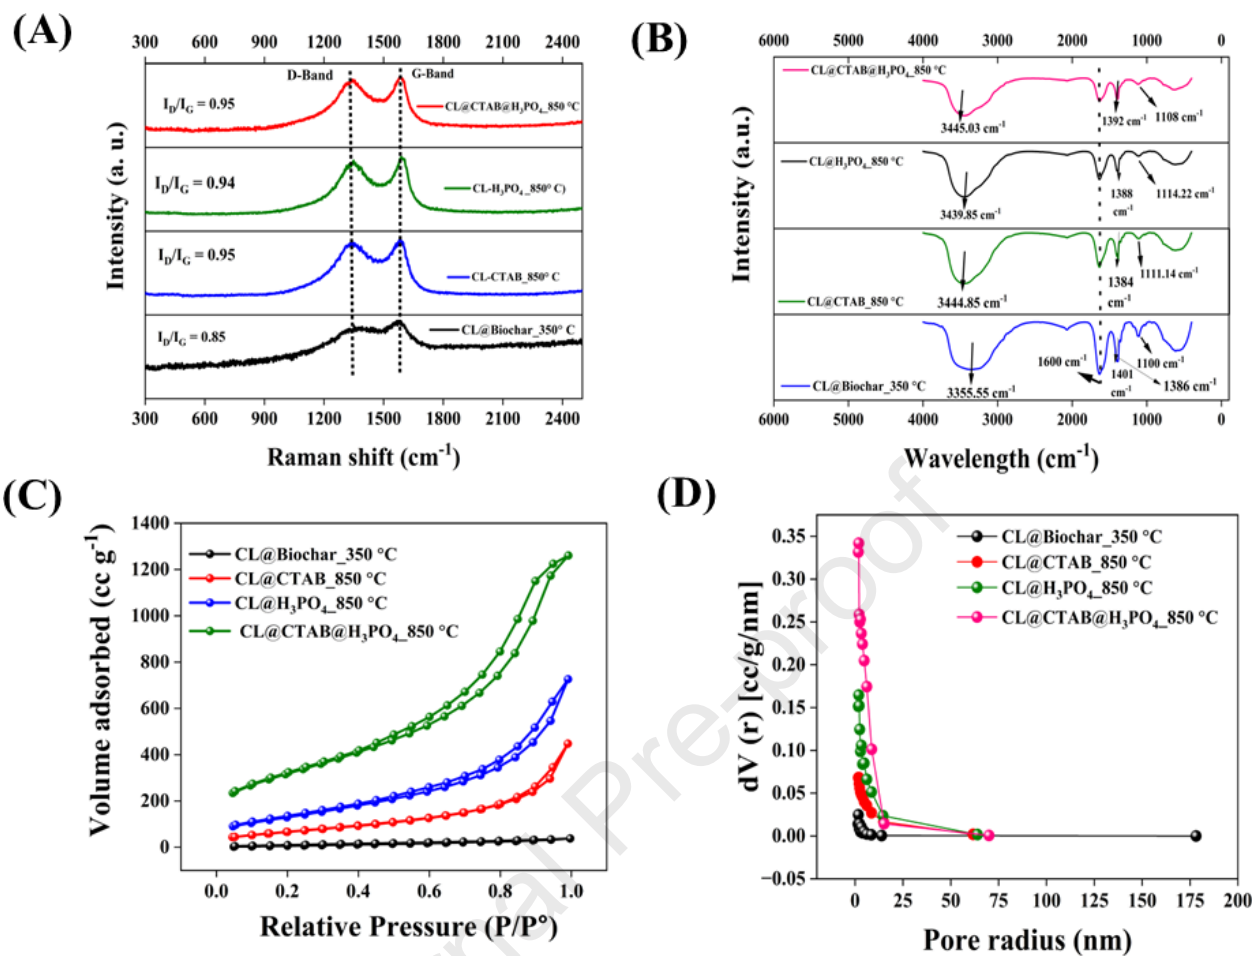 (A)
300 600 900 1200 1500 1800 2100 2400
D-Band G-Band
I_D/I_G = 0.95
CL@CTAB@H₃PO₄_850 °C
I_D/I_G = 0.94
CL-H₃PO₄_850° C)
I_D/I_G = 0.95
CL-CTAB_850° C
I_D/I_G = 0.85
CL@Biochar_350° C
300 600 900 1200 1500 1800 2100 2400
Intensity (a. u.)
Raman shift (cm⁻¹)
(B)
6000 5000 4000 3000 2000 1000 0
CL@CTAB@H₃PO₄_850 °C
3445.03 cm⁻¹
1392 cm⁻¹
1108 cm⁻¹
CL@H₃PO₄_850 °C
3439.85 cm⁻¹
1388
cm⁻¹
1114.22 cm⁻¹
CL@CTAB_850 °C
3444.85 cm⁻¹
1384
cm⁻¹
1111.14 cm⁻¹
CL@Biochar_350 °C
3355.55 cm⁻¹
1600 cm⁻¹
1401
cm⁻¹
1100 cm⁻¹
1386 cm⁻¹
6000 5000 4000 3000 2000 1000 0
Intensity (a.u.)
Wavelength (cm⁻¹)
(C)
1400
1200
1000
800
600
400
200
0
CL@Biochar_350 °C
CL@CTAB_850 °C
CL@H₃PO₄_850 °C
CL@CTAB@H₃PO₄_850 °C
0.0 0.2 0.4 0.6 0.8 1.0
Volume adsorbed (cc g⁻¹)
Relative Pressure (P/P°)
(D)
0.35
0.30
0.25
0.20
0.15
0.10
0.05
0.00
−0.05
CL@Biochar_350 °C
CL@CTAB_850 °C
CL@H₃PO₄_850 °C
CL@CTAB@H₃PO₄_850 °C
0 25 50 75 100 125 150 175 200
dV (r) [cc/g/nm]
Pore radius (nm)
nal Pre-proof